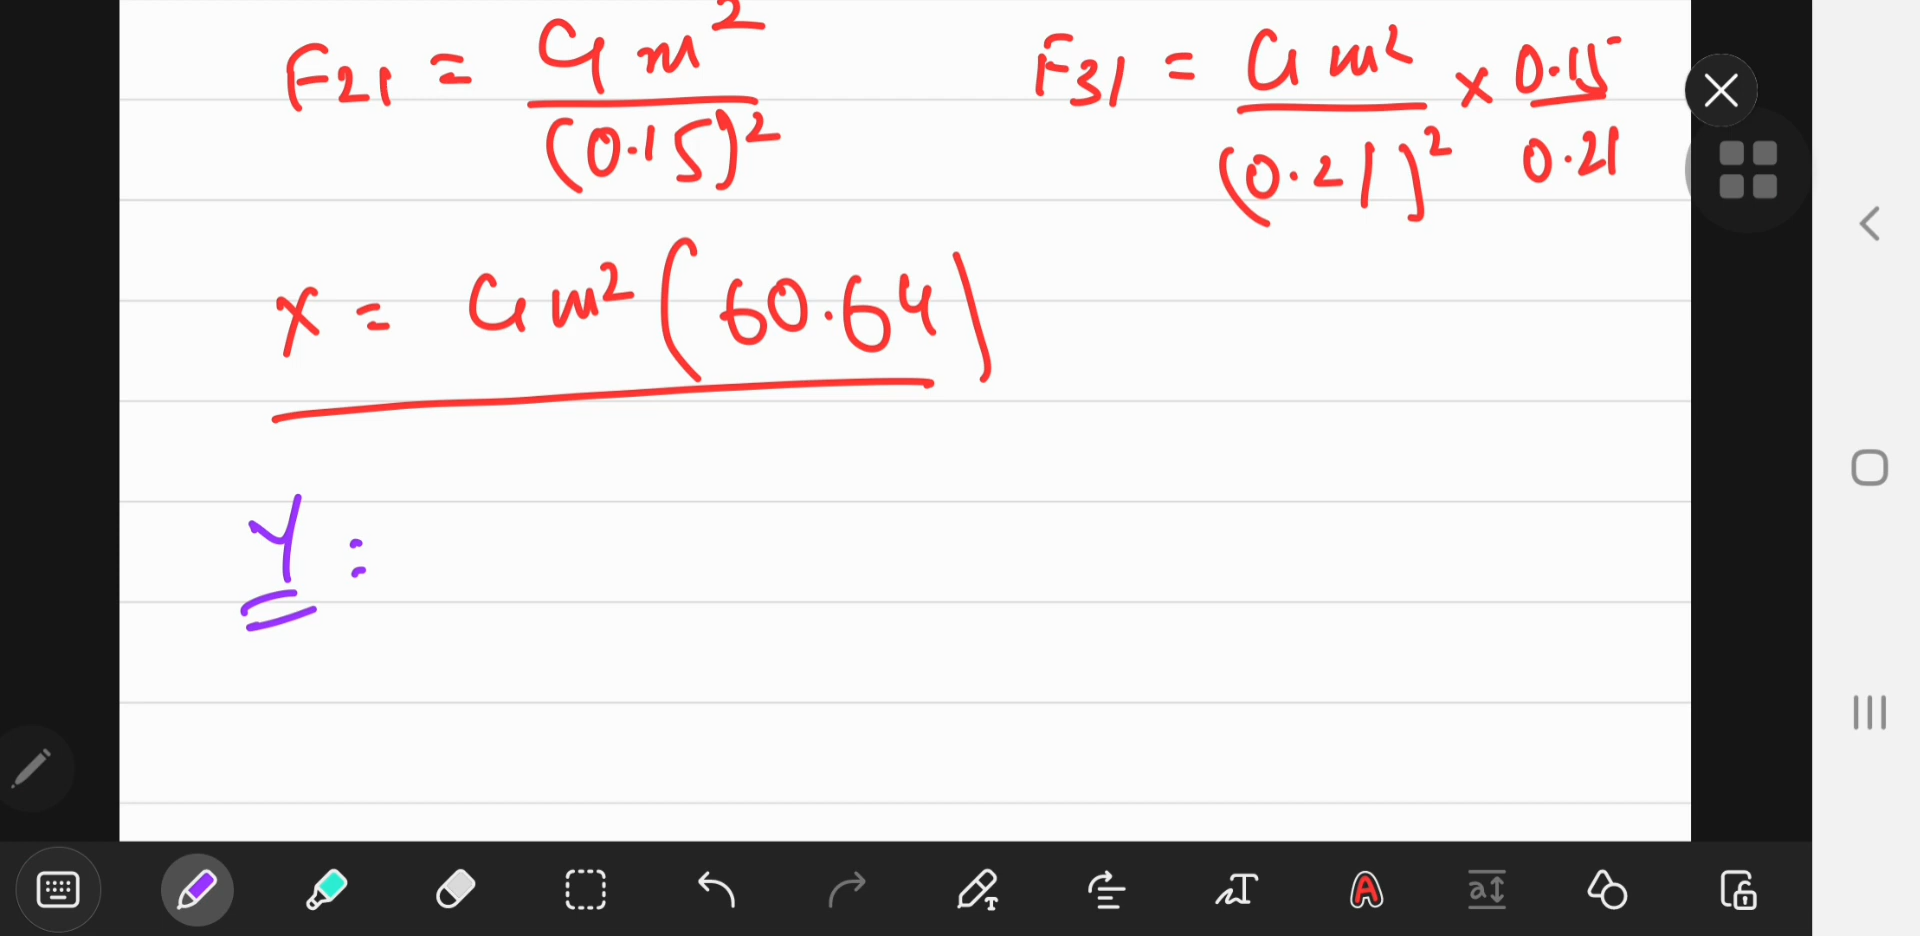 F21 = Gm²/(0.15)² F31 = Gm²/(0.21)² x 0.15/0.21
x = Gm² (60.64)
Y :